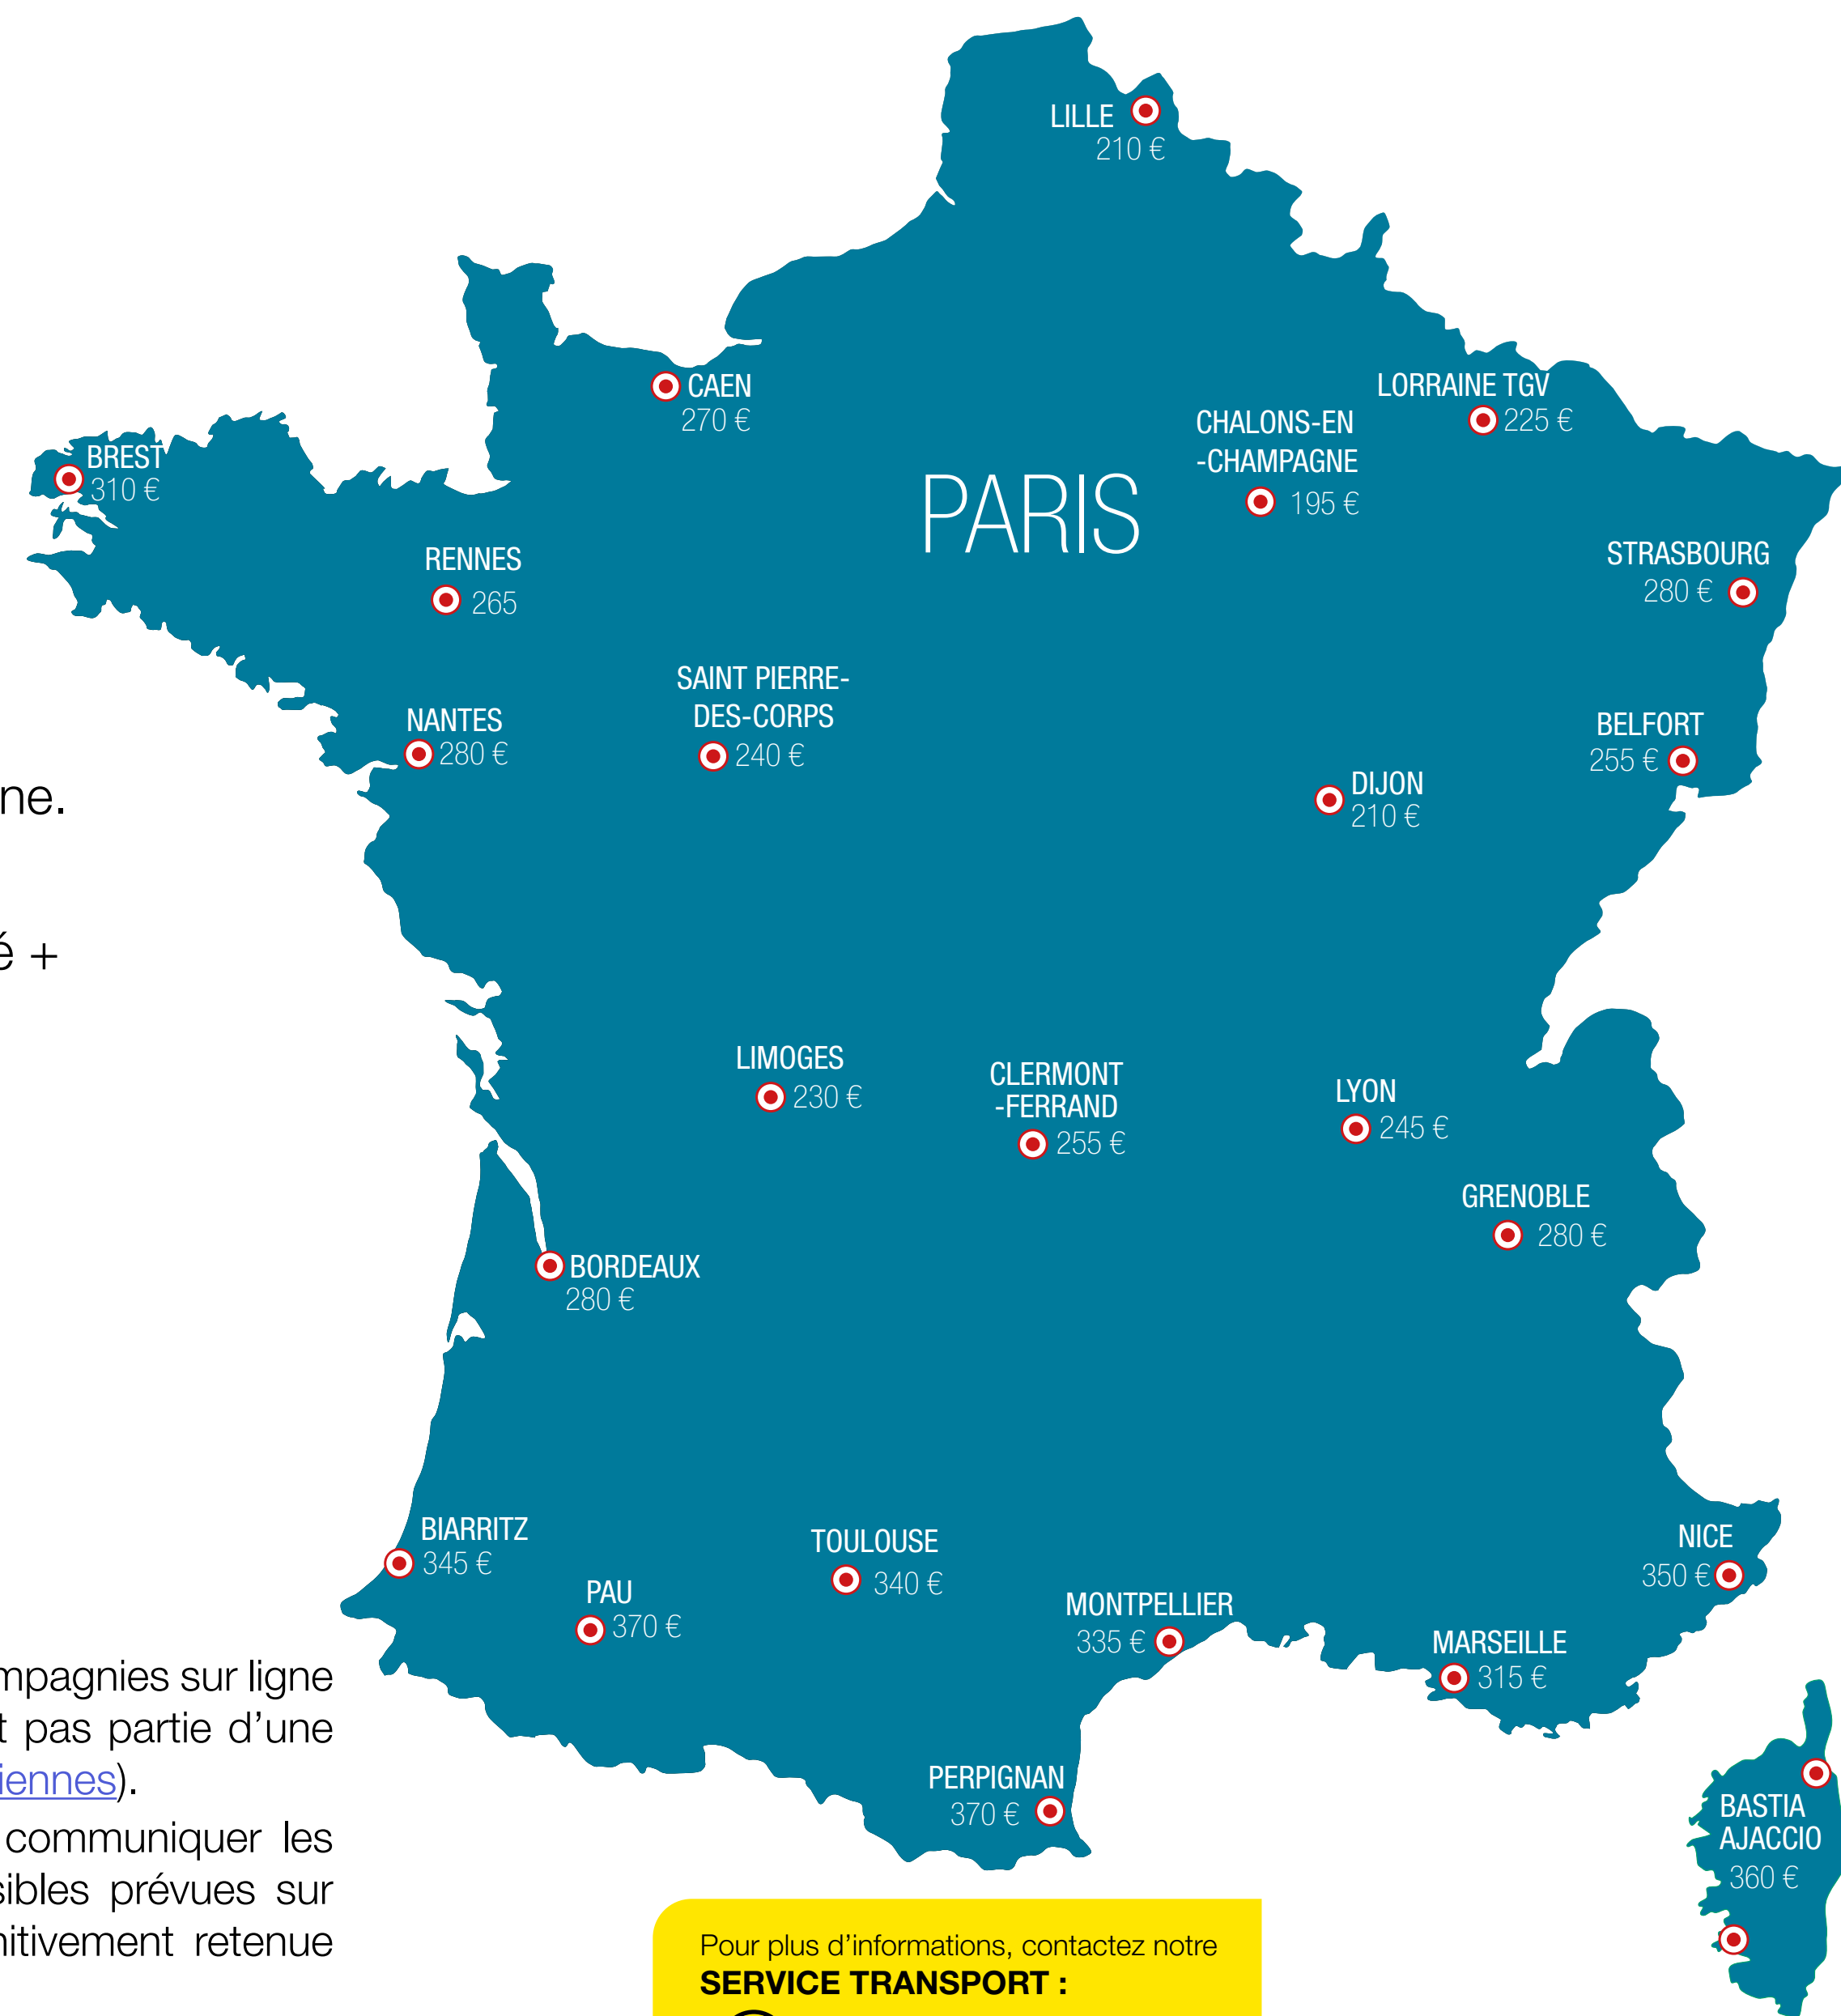 LILLE
210 €
CAEN
270 €
LORRAINE TGV
225 €
CHALONS-EN
-CHAMPAGNE
195 €
BREST
310 €
PARIS
RENNES
265
STRASBOURG
280 €
SAINT PIERRE-
DES-CORPS
240 €
NANTES
280 €
BELFORT
255 €
DIJON
210 €
ne.
é +
LIMOGES
230 €
CLERMONT
-FERRAND
255 €
LYON
245 €
GRENOBLE
280 €
BORDEAUX
280 €
BIARRITZ
345 €
PAU
370 €
TOULOUSE
340 €
MONTPELLIER
335 €
NICE
350 €
MARSEILLE
315 €
PERPIGNAN
370 €
BASTIA
AJACCIO
360 €
mpagnies sur ligne
t pas partie d’une
iennes).
communiquer les
sibles prévues sur
nitivement retenue
Pour plus d’informations, contactez notre
SERVICE TRANSPORT :